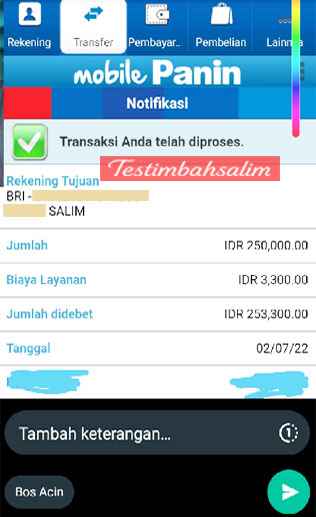 Rekening
Transfer
Pembayar..
Pembelian
Lainnya
mobile Panin
Notifikasi
Transaksi Anda telah diproses.
Testimbahsalim
Rekening Tujuan
BRI -
SALIM
Jumlah IDR 250,000.00
Biaya Layanan IDR 3,300.00
Jumlah didebet IDR 253,300.00
Tanggal 02/07/22
Tambah keterangan...
1
Bos Acin